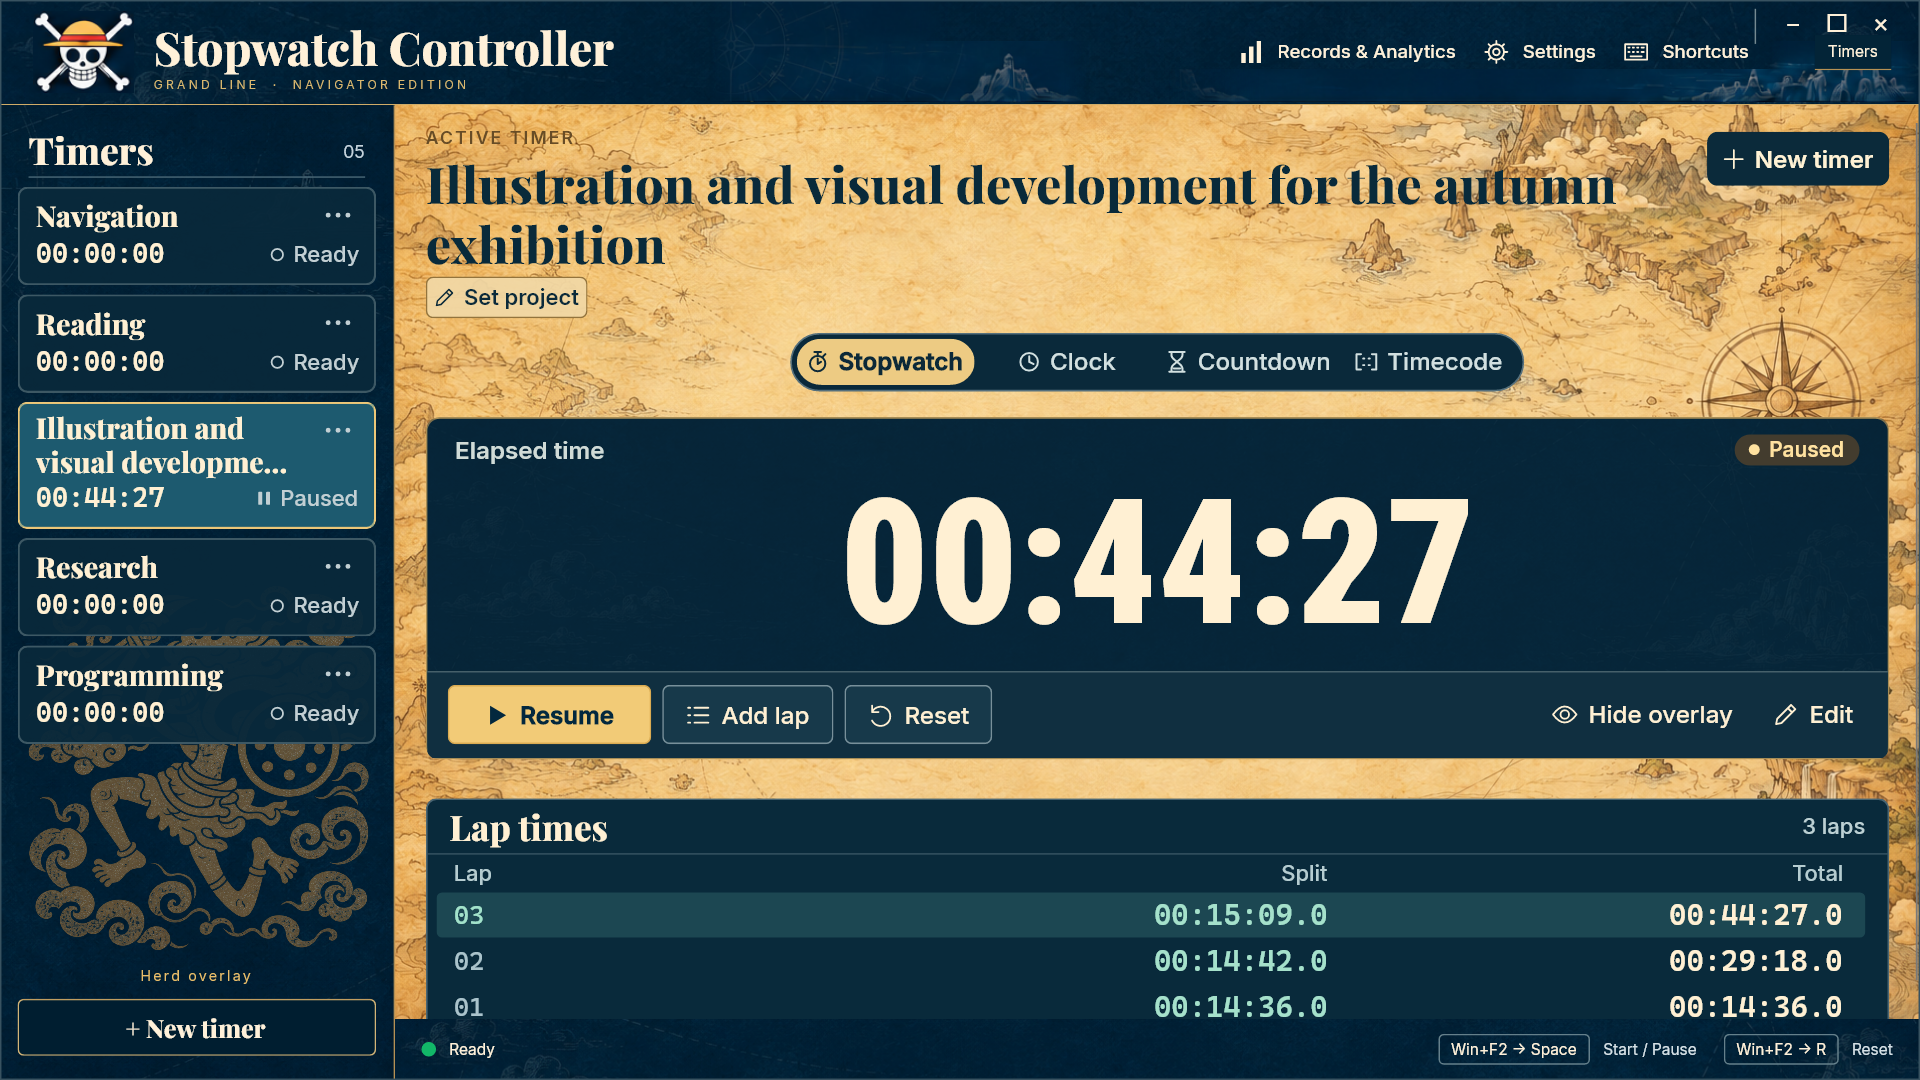 Stopwatch Controller
GRAND LINE · NAVIGATOR EDITION
Records & Analytics
Settings
Shortcuts
Timers
Timers
05
Navigation
00:00:00
Ready
Reading
00:00:00
Ready
Illustration and
visual developme...
00:44:27
Paused
Research
00:00:00
Ready
Programming
00:00:00
Ready
Herd overlay
+ New timer
ACTIVE TIMER
Illustration and visual development for the autumn
exhibition
Set project
+ New timer
Stopwatch
Clock
Countdown
Timecode
Elapsed time
Paused
00:44:27
Resume
Add lap
Reset
Hide overlay
Edit
Lap times
3 laps
Lap Split Total
03 00:15:09.0 00:44:27.0
02 00:14:42.0 00:29:18.0
01 00:14:36.0 00:14:36.0
Ready
Win+F2 → Space
Start / Pause
Win+F2 → R
Reset